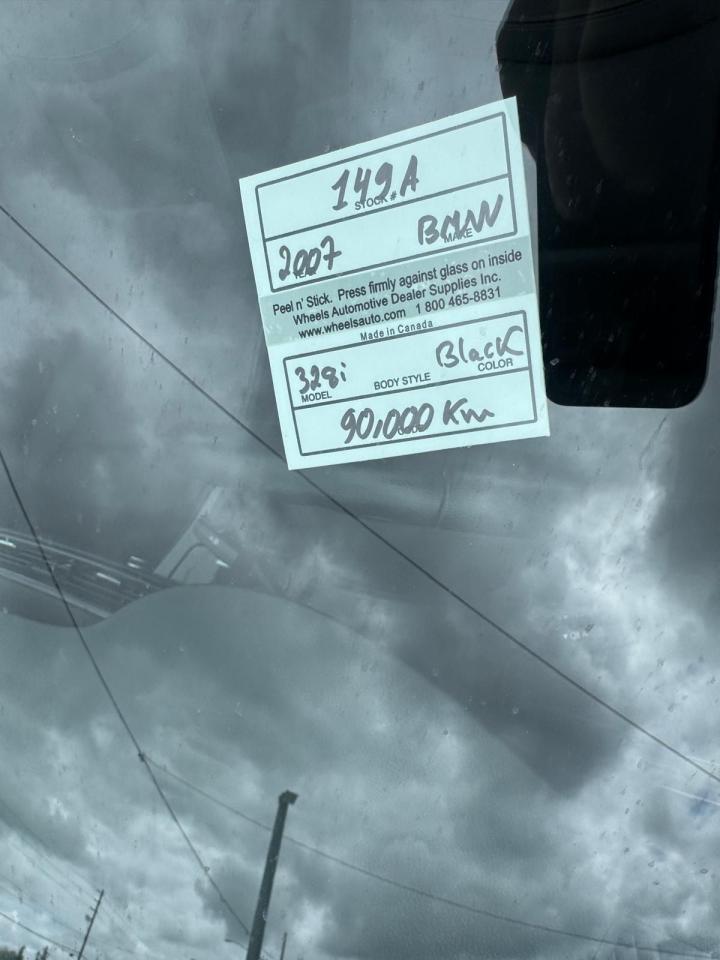 149A
STOCK #
2007 BMW
MAKE
Peel n' Stick. Press firmly against glass on inside
Wheels Automotive Dealer Supplies Inc.
www.wheelsauto.com 1 800 465-8831
Made in Canada
328i Black
MODEL BODY STYLE COLOR
90,000 Km